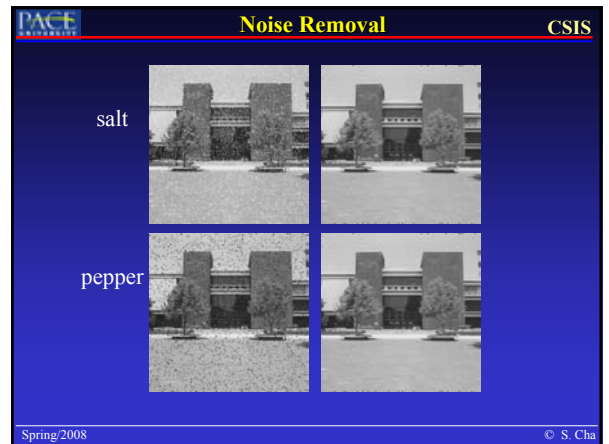 PACE
UNIVERSITY
Noise Removal
CSIS
salt
pepper
Spring/2008
© S. Cha